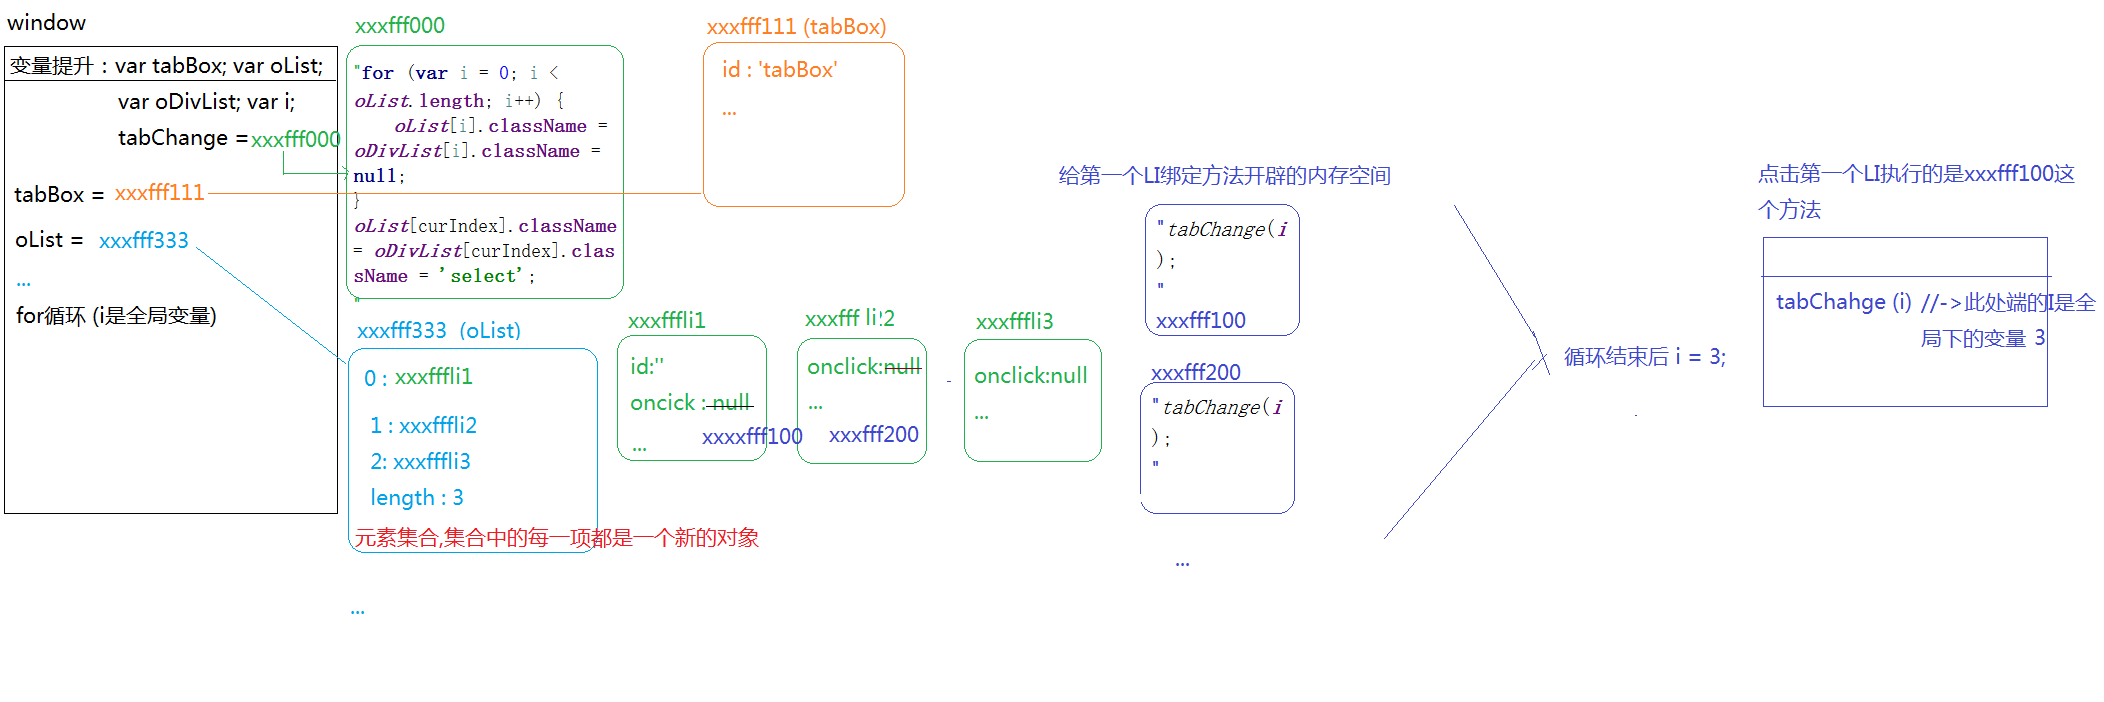 window
变量提升：var tabBox; var oList;
var oDivList; var i;
tabChange = xxxfff000
tabBox = xxxfff111
oList = xxxfff333
...
for循环 (i是全局变量)
xxxfff000
"for (var i = 0; i <
oList.length; i++) {
oList[i].className =
oDivList[i].className =
null;
}
oList[curIndex].className
= oDivList[curIndex].clas
sName = 'select';
"
xxxfff111 (tabBox)
id : 'tabBox'
...
xxxfff333 (oList)
0 : xxxfffli1
1 : xxxfffli2
2: xxxfffli3
length : 3
元素集合,集合中的每一项都是一个新的对象
...
xxxfffli1
id:''
oncick : null
...
xxxxfff100
xxxfff li:2
onclick:null
...
xxxfff200
xxxfffli3
onclick:null
...
给第一个LI绑定方法开辟的内存空间
"tabChange(i
);
"
xxxfff100
xxxfff200
"tabChange(i
);
"
...
循环结束后 i = 3;
点击第一个LI执行的是xxxfff100这
个方法
tabChahge (i) //->此处端的I是全
局下的变量 3